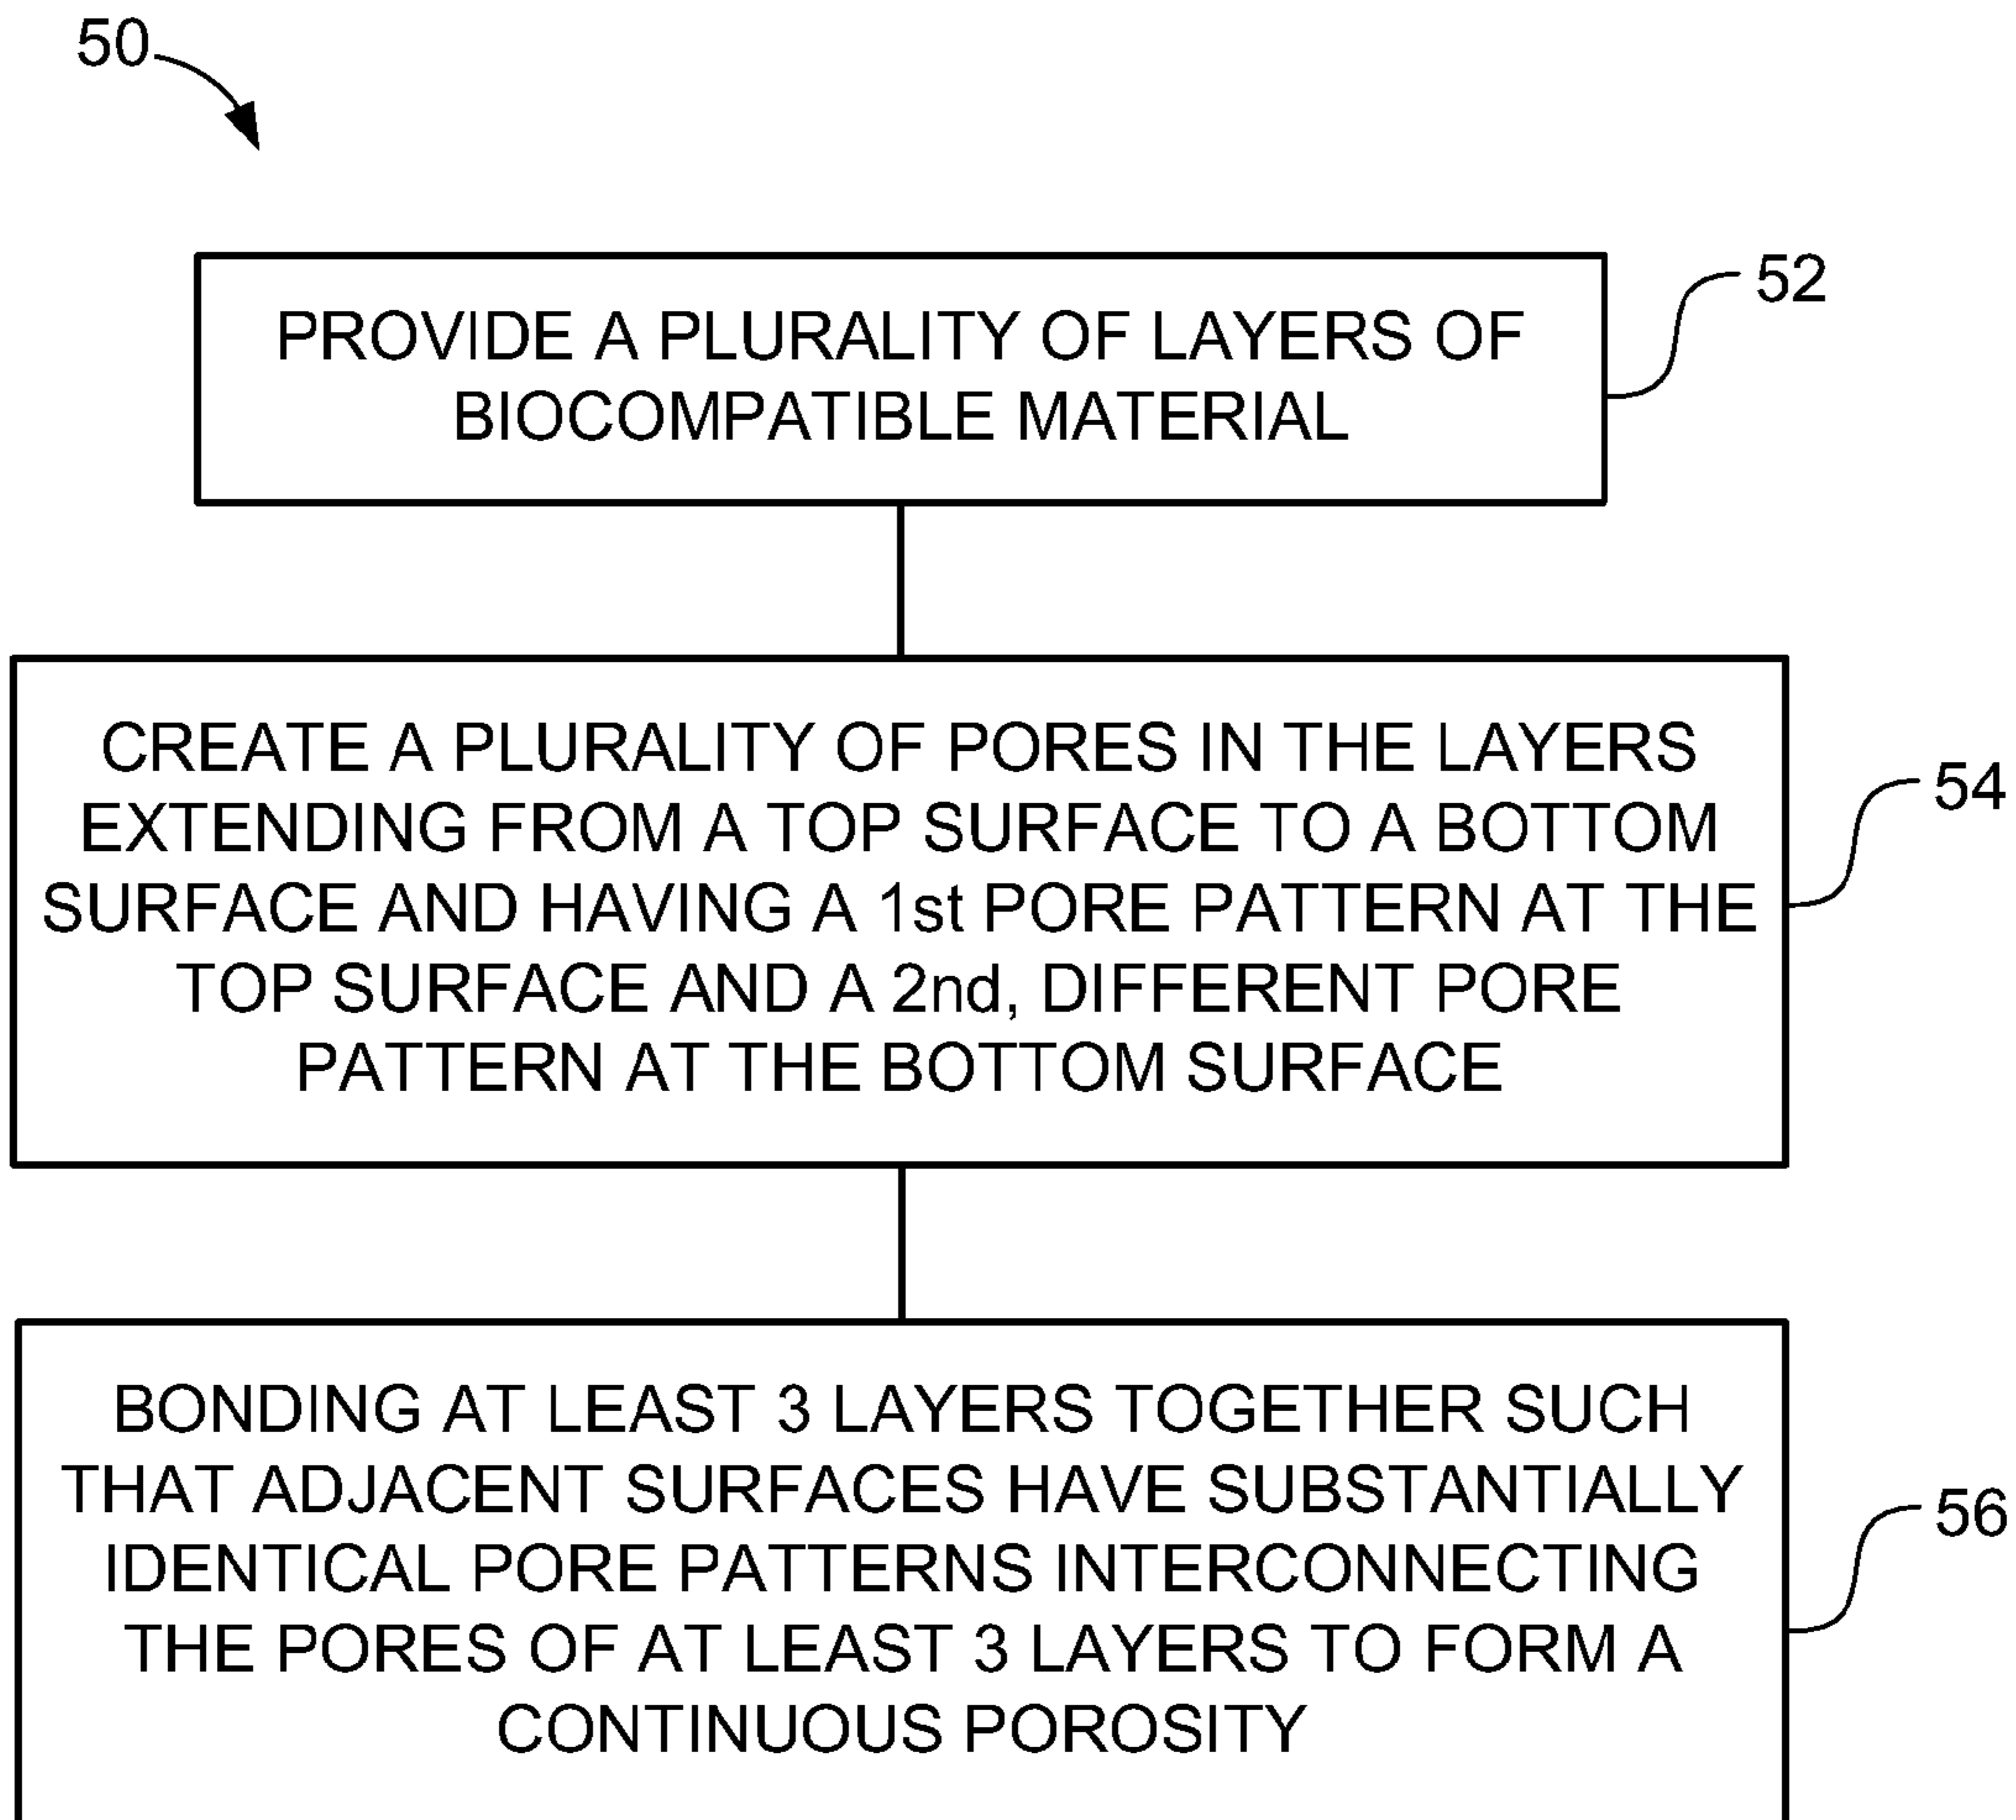 50
PROVIDE A PLURALITY OF LAYERS OF
BIOCOMPATIBLE MATERIAL
52
CREATE A PLURALITY OF PORES IN THE LAYERS
EXTENDING FROM A TOP SURFACE TO A BOTTOM
SURFACE AND HAVING A 1st PORE PATTERN AT THE
TOP SURFACE AND A 2nd, DIFFERENT PORE
PATTERN AT THE BOTTOM SURFACE
54
BONDING AT LEAST 3 LAYERS TOGETHER SUCH
THAT ADJACENT SURFACES HAVE SUBSTANTIALLY
IDENTICAL PORE PATTERNS INTERCONNECTING
THE PORES OF AT LEAST 3 LAYERS TO FORM A
CONTINUOUS POROSITY
56